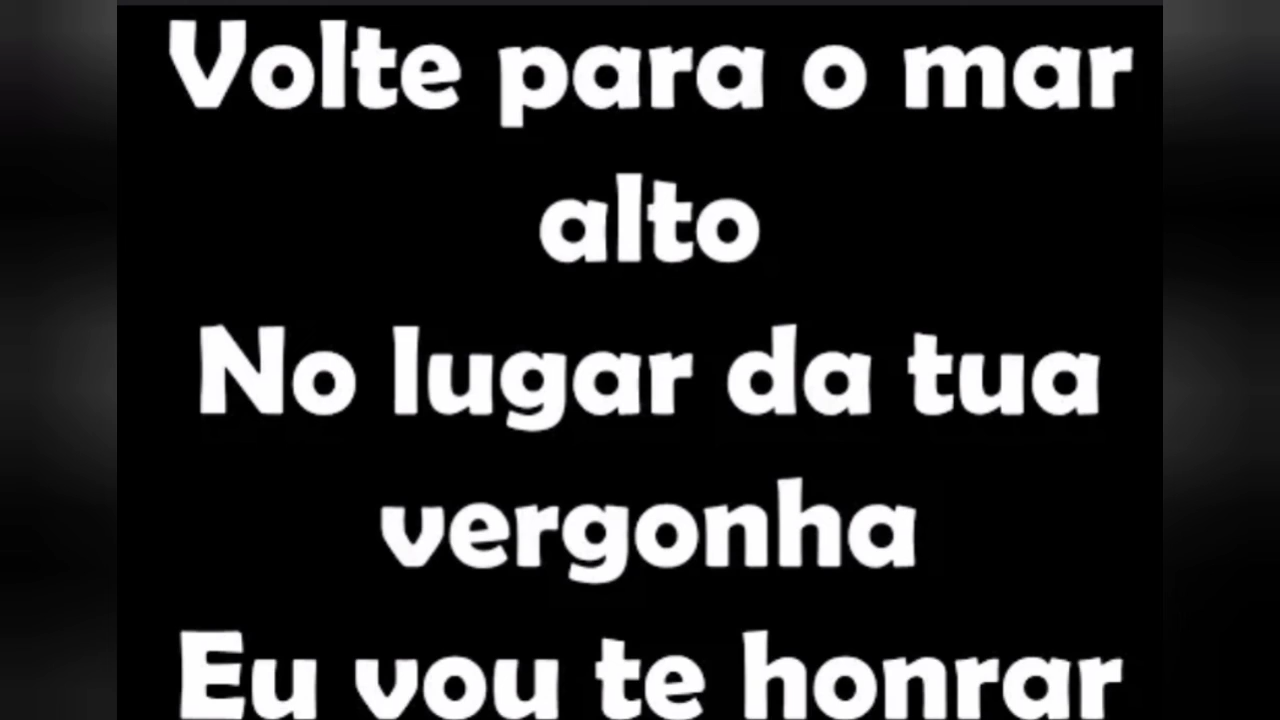 Volte para o mar
alto
No lugar da tua
vergonha
Eu vou te honrar